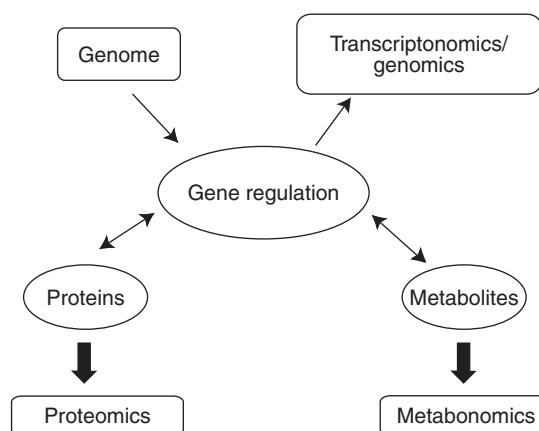 Genome
Transcriptonomics/
genomics
Gene regulation
Proteins
Metabolites
Proteomics
Metabonomics